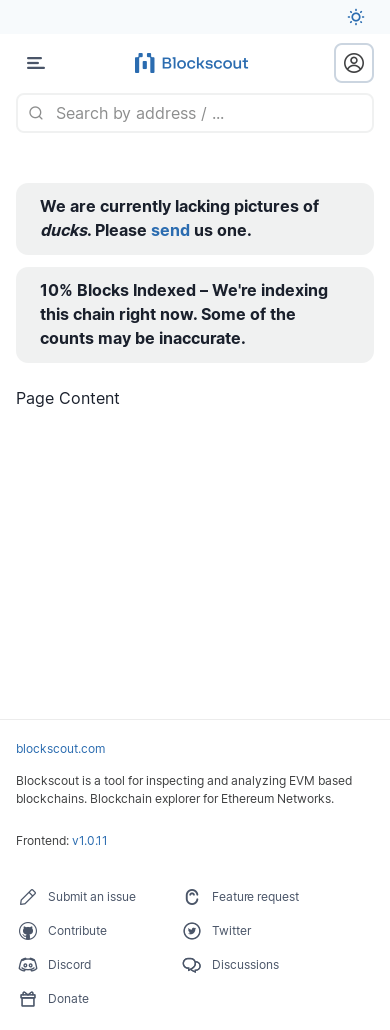 Blockscout
Search by address / ...
We are currently lacking pictures of
ducks. Please send us one.
10% Blocks Indexed – We're indexing
this chain right now. Some of the
counts may be inaccurate.
Page Content
blockscout.com
Blockscout is a tool for inspecting and analyzing EVM based
blockchains. Blockchain explorer for Ethereum Networks.
Frontend: v1.0.11
Submit an issue
Feature request
Contribute
Twitter
Discord
Discussions
Donate